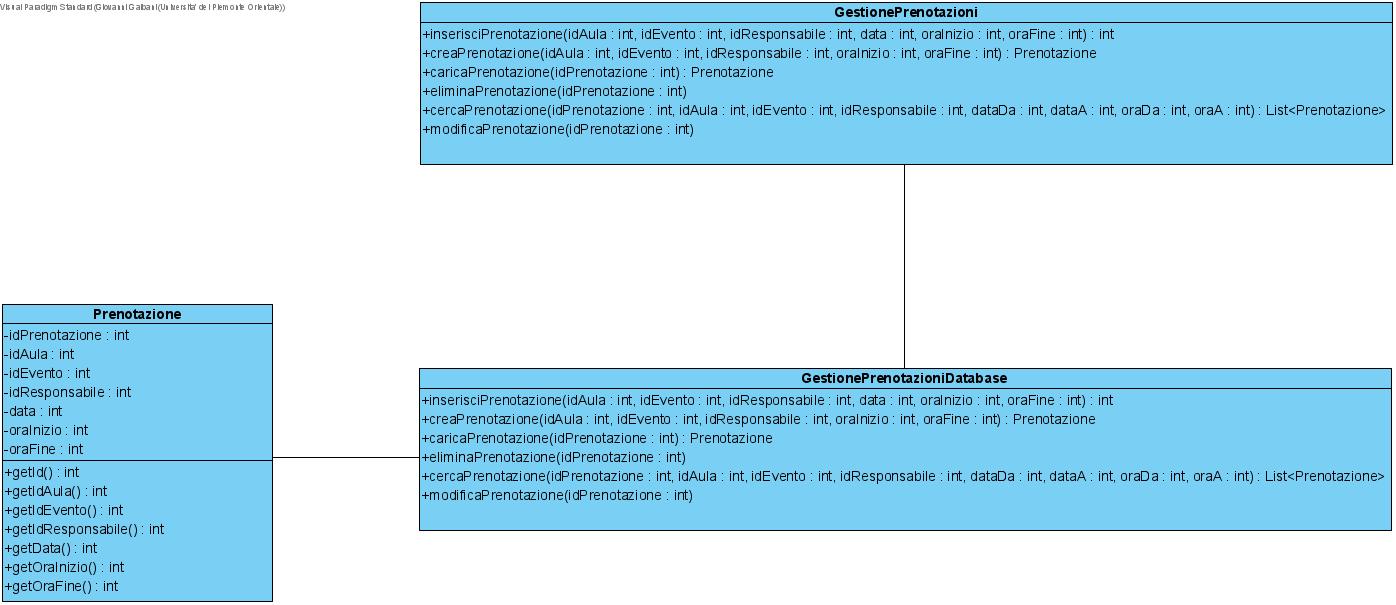 Visual Paradigm Standard (Giovanni Galbani (Universita' del Piemonte Orientale))
GestionePrenotazioni
+inserisciPrenotazione(idAula : int, idEvento : int, idResponsabile : int, data : int, oraInizio : int, oraFine : int) : int
+creaPrenotazione(idAula : int, idEvento : int, idResponsabile : int, oraInizio : int, oraFine : int) : Prenotazione
+caricaPrenotazione(idPrenotazione : int) : Prenotazione
+eliminaPrenotazione(idPrenotazione : int)
+cercaPrenotazione(idPrenotazione : int, idAula : int, idEvento : int, idResponsabile : int, dataDa : int, dataA : int, oraDa : int, oraA : int) : List<Prenotazione>
+modificaPrenotazione(idPrenotazione : int)
Prenotazione
-idPrenotazione : int
-idAula : int
-idEvento : int
-idResponsabile : int
-data : int
-oraInizio : int
-oraFine : int
+getId() : int
+getIdAula() : int
+getIdEvento() : int
+getIdResponsabile() : int
+getData() : int
+getOraInizio() : int
+getOraFine() : int
GestionePrenotazioniDatabase
+inserisciPrenotazione(idAula : int, idEvento : int, idResponsabile : int, data : int, oraInizio : int, oraFine : int) : int
+creaPrenotazione(idAula : int, idEvento : int, idResponsabile : int, oraInizio : int, oraFine : int) : Prenotazione
+caricaPrenotazione(idPrenotazione : int) : Prenotazione
+eliminaPrenotazione(idPrenotazione : int)
+cercaPrenotazione(idPrenotazione : int, idAula : int, idEvento : int, idResponsabile : int, dataDa : int, dataA : int, oraDa : int, oraA : int) : List<Prenotazione>
+modificaPrenotazione(idPrenotazione : int)